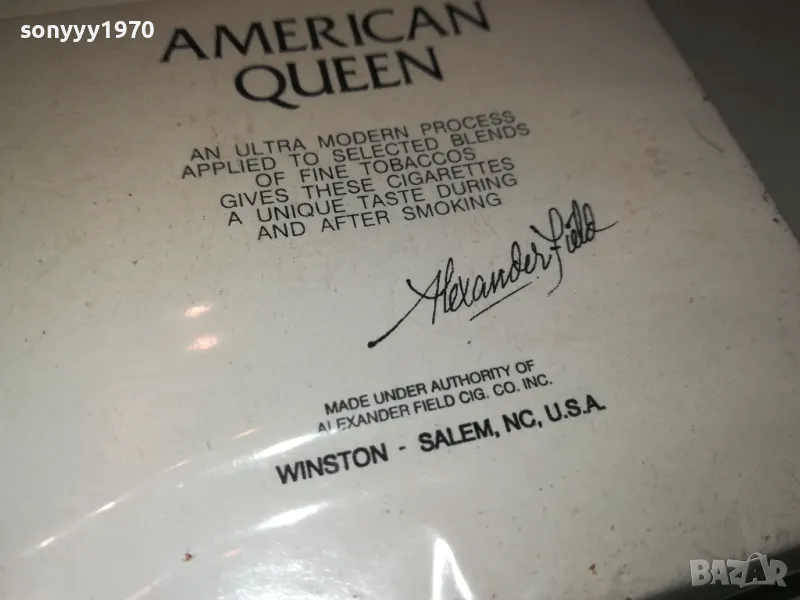 sonyyy1970
AMERICAN
QUEEN
AN ULTRA MODERN PROCESS
APPLIED TO SELECTED BLENDS
OF FINE TOBACCOS
GIVES THESE CIGARETTES
A UNIQUE TASTE DURING
AND AFTER SMOKING
Alexander Field
MADE UNDER AUTHORITY OF
ALEXANDER FIELD CIG. CO. INC.
WINSTON - SALEM, NC, U.S.A.
BAZAR